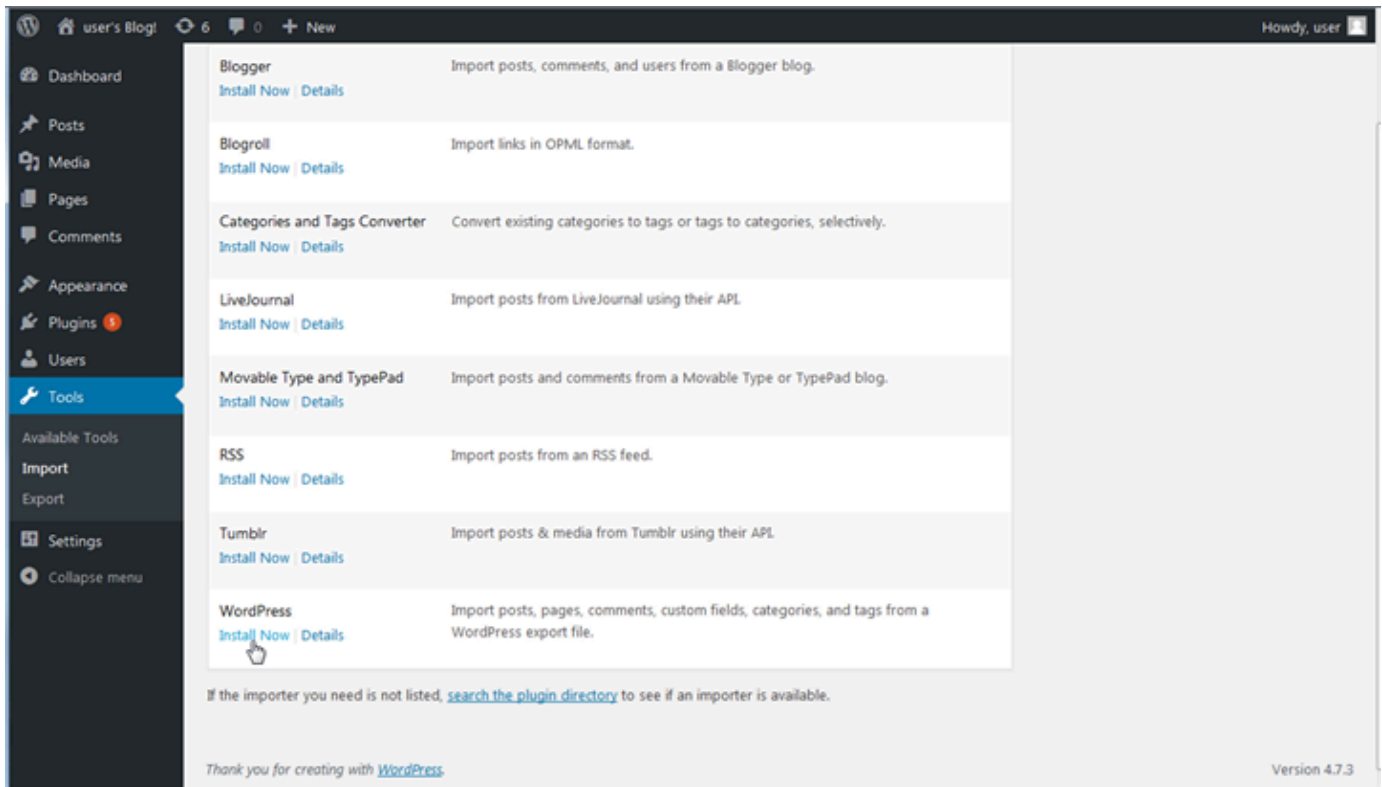 user's Blog! 6 0 + New Howdy, user
Dashboard
Posts
Media
Pages
Comments
Appearance
Plugins 5
Users
Tools
Available Tools
Import
Export
Settings
Collapse menu
Blogger Import posts, comments, and users from a Blogger blog.
Install Now | Details
Blogroll Import links in OPML format.
Install Now | Details
Categories and Tags Converter Convert existing categories to tags or tags to categories, selectively.
Install Now | Details
LiveJournal Import posts from LiveJournal using their API.
Install Now | Details
Movable Type and TypePad Import posts and comments from a Movable Type or TypePad blog.
Install Now | Details
RSS Import posts from an RSS feed.
Install Now | Details
Tumblr Import posts & media from Tumblr using their API.
Install Now | Details
WordPress Import posts, pages, comments, custom fields, categories, and tags from a
Install Now | Details WordPress export file.
If the importer you need is not listed, search the plugin directory to see if an importer is available.
Thank you for creating with WordPress. Version 4.7.3